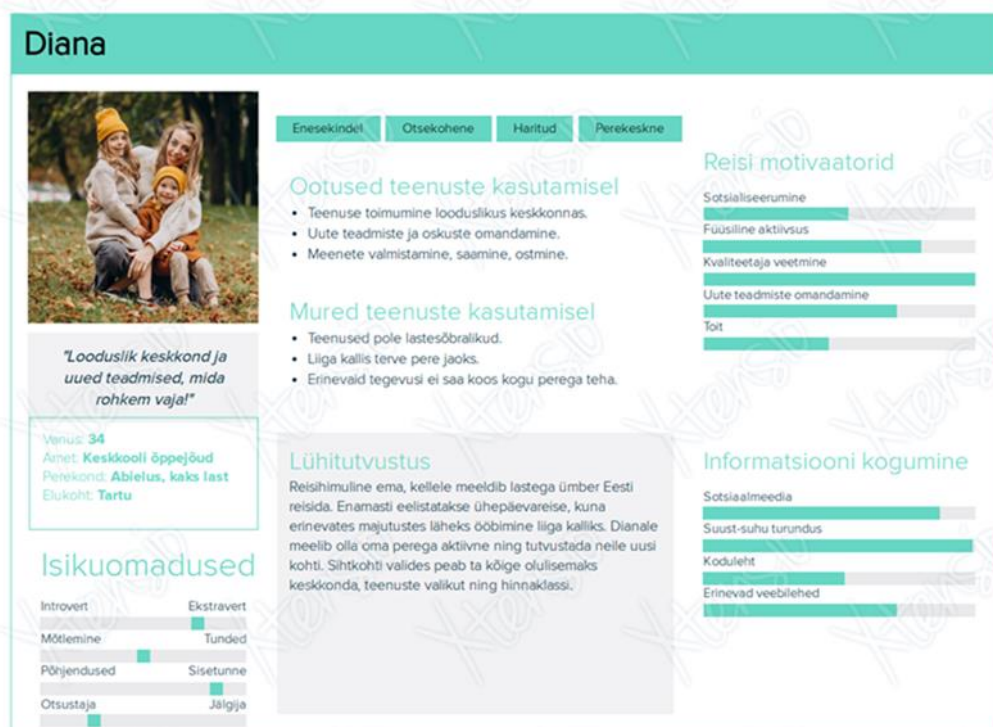 Diana
Enesekindel
Otsekohene
Haritud
Perekeskne
Ootused teenuste kasutamisel
• Teenuse toimumine looduslikus keskkonnas.
• Uute teadmiste ja oskuste omandamine.
• Meenete valmistamine, saamine, ostmine.
Mured teenuste kasutamisel
• Teenused pole lastesõbralikud.
• Liiga kallis terve pere jaoks.
• Erinevaid tegevusi ei saa koos kogu perega teha.
Reisi motivaatorid
Sotsialiseerumine
Füüsiline aktiivsus
Kvaliteetaja veetmine
Uute teadmiste omandamine
Toit
"Looduslik keskkond ja
uued teadmised, mida
rohkem vaja!"
Vanus: 34
Amet: Keskkooli õppejõud
Perekond: Abielus, kaks last
Elukoht: Tartu
Isikuomadused
Introvert Ekstravert
Mõtlemine Tunded
Põhjendused Sisetunne
Otsustaja Jälgija
Lühitutvustus
Reisihimuline ema, kellele meeldib lastega ümber Eesti
reisida. Enamasti eelistatakse ühepäevareise, kuna
erinevates majutustes läheks ööbimine liiga kalliks. Dianale
meelib olla oma perega aktiivne ning tutvustada neile uusi
kohti. Sihtkohti valides peab ta kõige olulisemaks
keskkonda, teenuste valikut ning hinnaklassi.
Informatsiooni kogumine
Sotsiaalmeedia
Suust-suhu turundus
Koduleht
Erinevad veebilehed
Xtensio